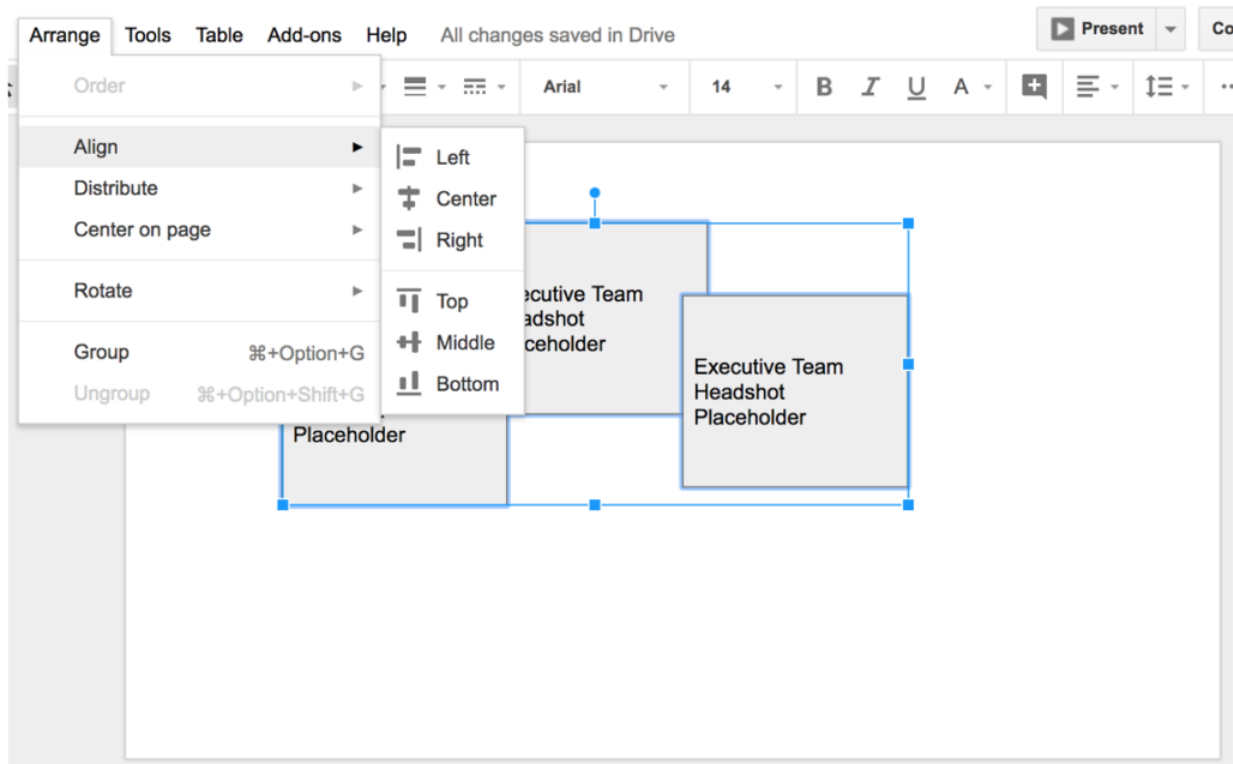 Arrange Tools Table Add-ons Help All changes saved in Drive
Present
Arial 14 B I U A
Order
Align
Distribute
Center on page
Rotate
Group ⌘+Option+G
Ungroup ⌘+Option+Shift+G
Left
Center
Right
Top
Middle
Bottom
ecutive Team
adshot
ceholder
Executive Team
Headshot
Placeholder
Placeholder